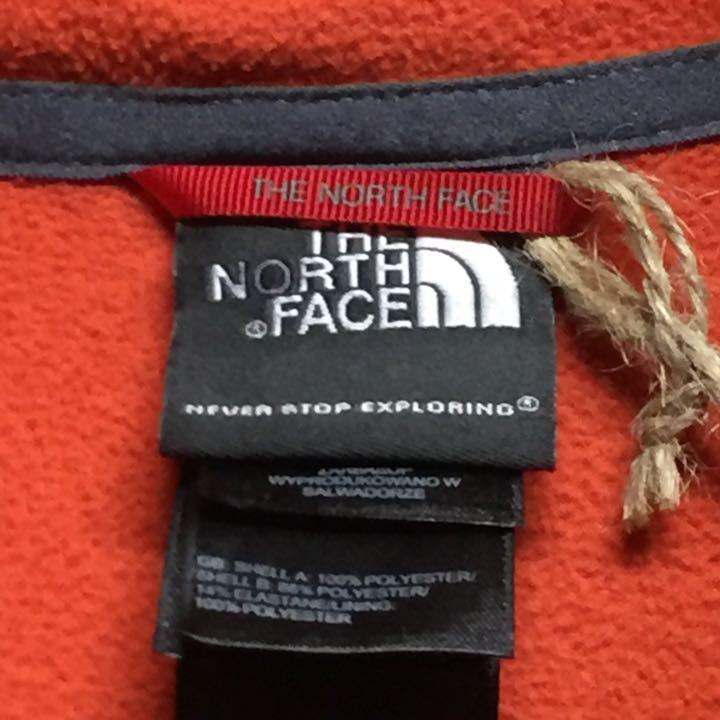 THE NORTH FACE
THE
NORTH
®FACE
NEVER STOP EXPLORING®
WYPRODUKOWANO W
SALWADORZE
GB: SHELL A: 100% POLYESTER/
SHELL B: 86% POLYESTER/
14% ELASTANE/LINING:
100% POLYESTER